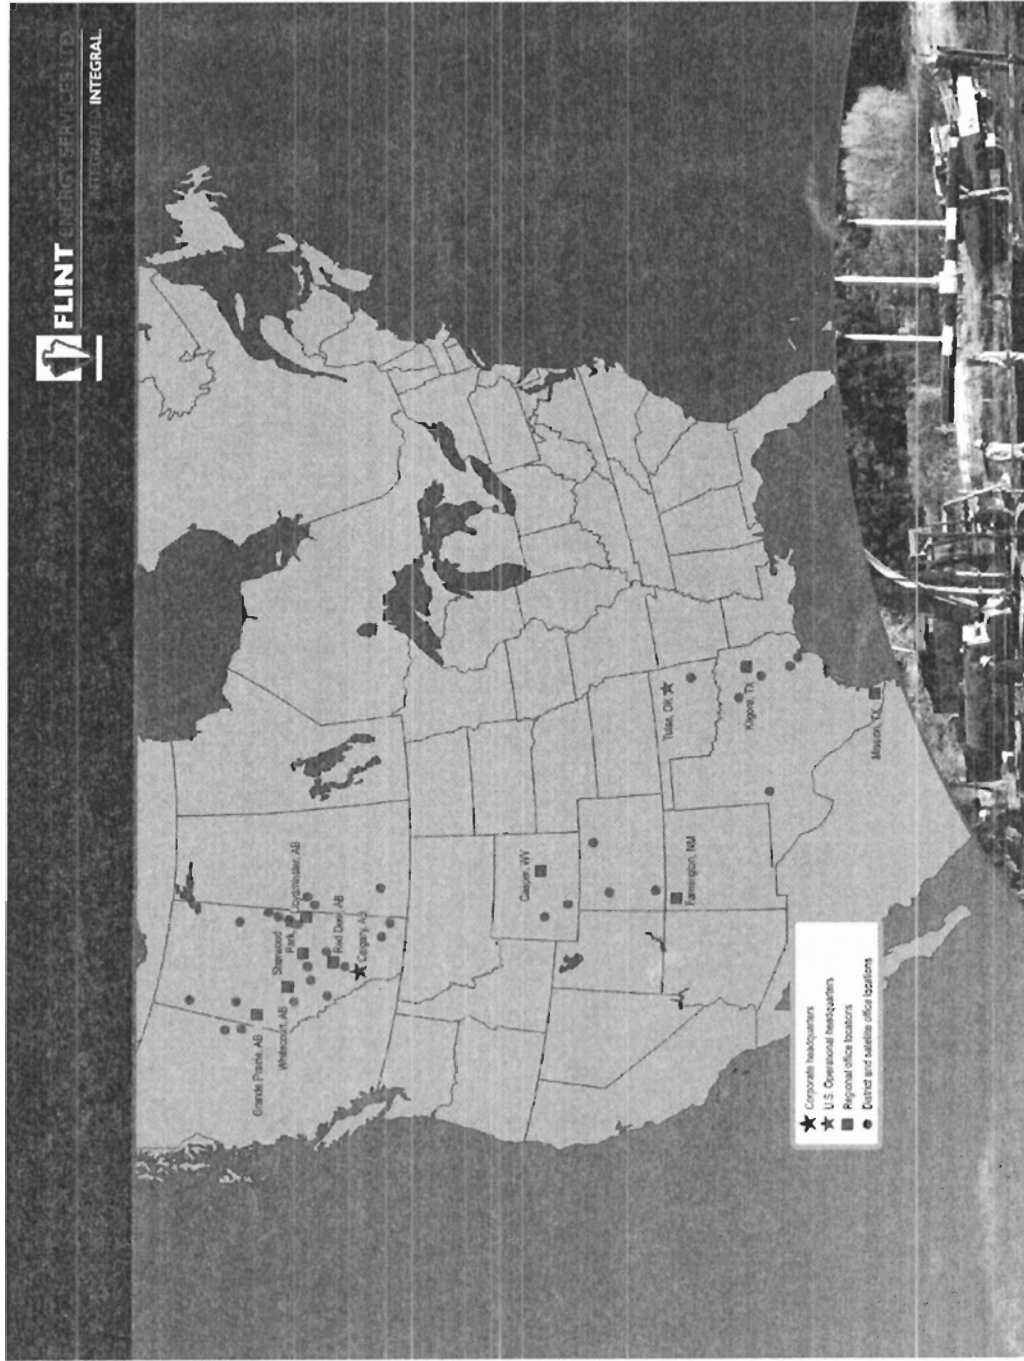 FLINT ENERGY SERVICES LTD.
INTEGRATED. INTEGRAL.
Grande Prairie, AB
Whitecourt, AB
Sherwood
Park, AB
Lloydminster, AB
Red Deer, AB
Calgary, AB
Casper, WY
Farmington, NM
Tulsa, OK
Kilgore, TX
Mission, TX
Corporate headquarters
U.S. Operational headquarters
Regional office locations
District and satellite office locations